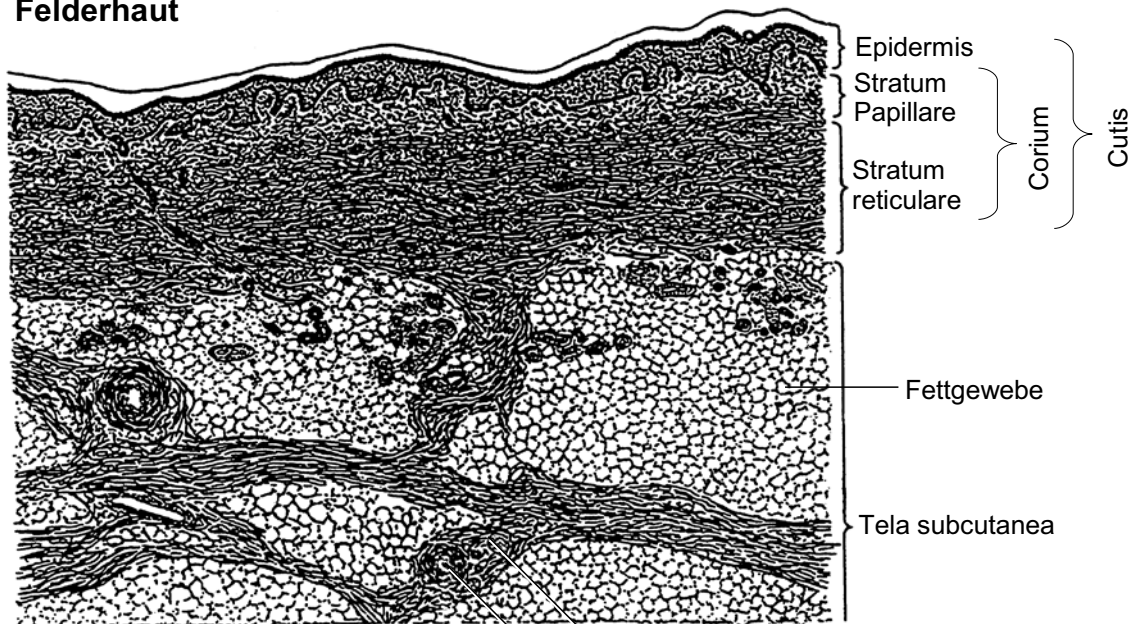 Felderhaut
Epidermis
Stratum
Papillare
Stratum
reticulare
Corium
Cutis
Fettgewebe
Tela subcutanea